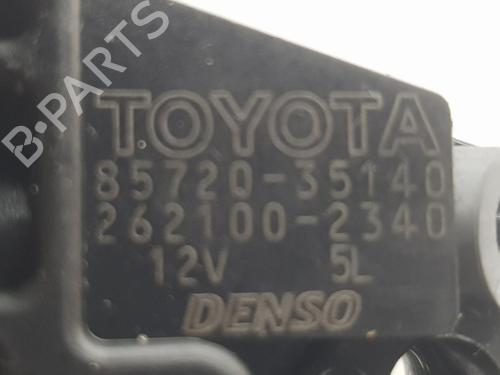 B-PARTS
TOYOTA
85720-35140
262100-2340
12V 5L
DENSO